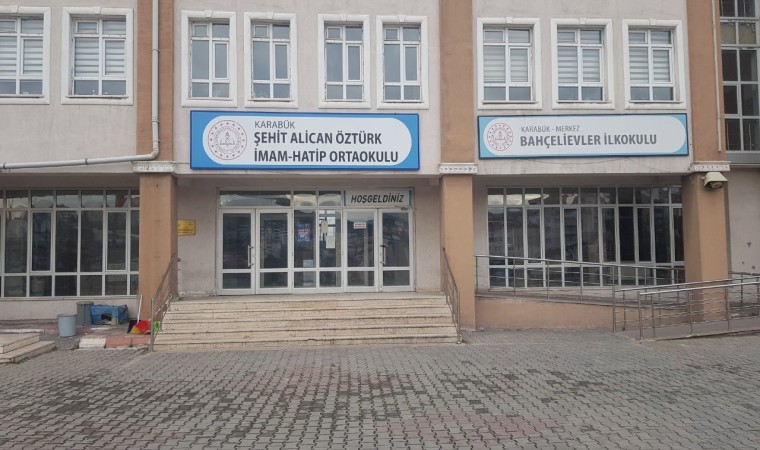 KARABÜK
ŞEHİT ALİCAN ÖZTÜRK
İMAM-HATİP ORTAOKULU
KARABÜK - MERKEZ
BAHÇELİEVLER İLKOKULU
HOŞGELDİNİZ